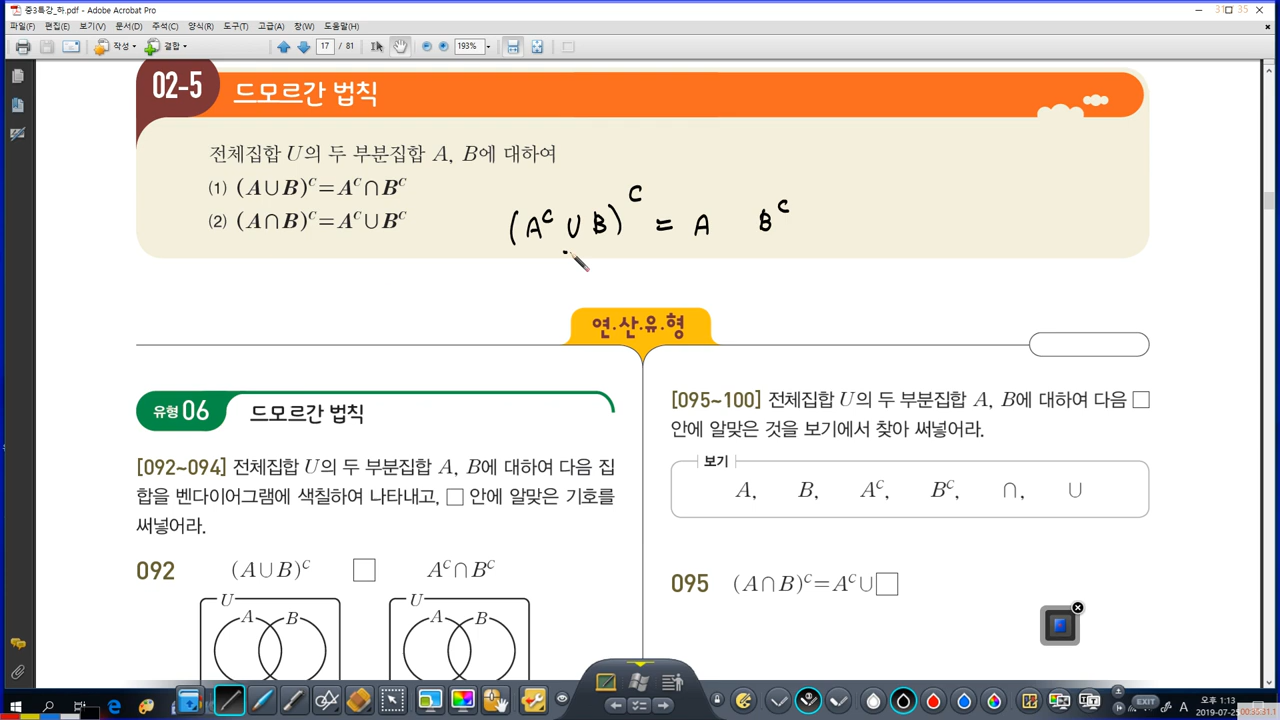 중3특강_하.pdf - Adobe Acrobat Pro
파일(F) 편집(E) 보기(V) 문서(D) 주석(C) 양식(R) 도구(T) 고급(A) 창(W) 도움말(H)
작성 결합 17 / 81 193%
02-5 드모르간 법칙
전체집합 U의 두 부분집합 A, B에 대하여
(1) (A∪B)ᶜ=Aᶜ∩Bᶜ
(2) (A∩B)ᶜ=Aᶜ∪Bᶜ
(Aᶜ ∪ B)ᶜ = A Bᶜ
연·산·유·형
유형 06 드모르간 법칙
[092~094] 전체집합 U의 두 부분집합 A, B에 대하여 다음 집
합을 벤다이어그램에 색칠하여 나타내고, □ 안에 알맞은 기호를
써넣어라.
092 (A∪B)ᶜ □ Aᶜ∩Bᶜ
U A B U A B
[095~100] 전체집합 U의 두 부분집합 A, B에 대하여 다음 □
안에 알맞은 것을 보기에서 찾아 써넣어라.
보기
A, B, Aᶜ, Bᶜ, ∩, ∪
095 (A∩B)ᶜ=Aᶜ∪□
EXIT A 오후 1:13